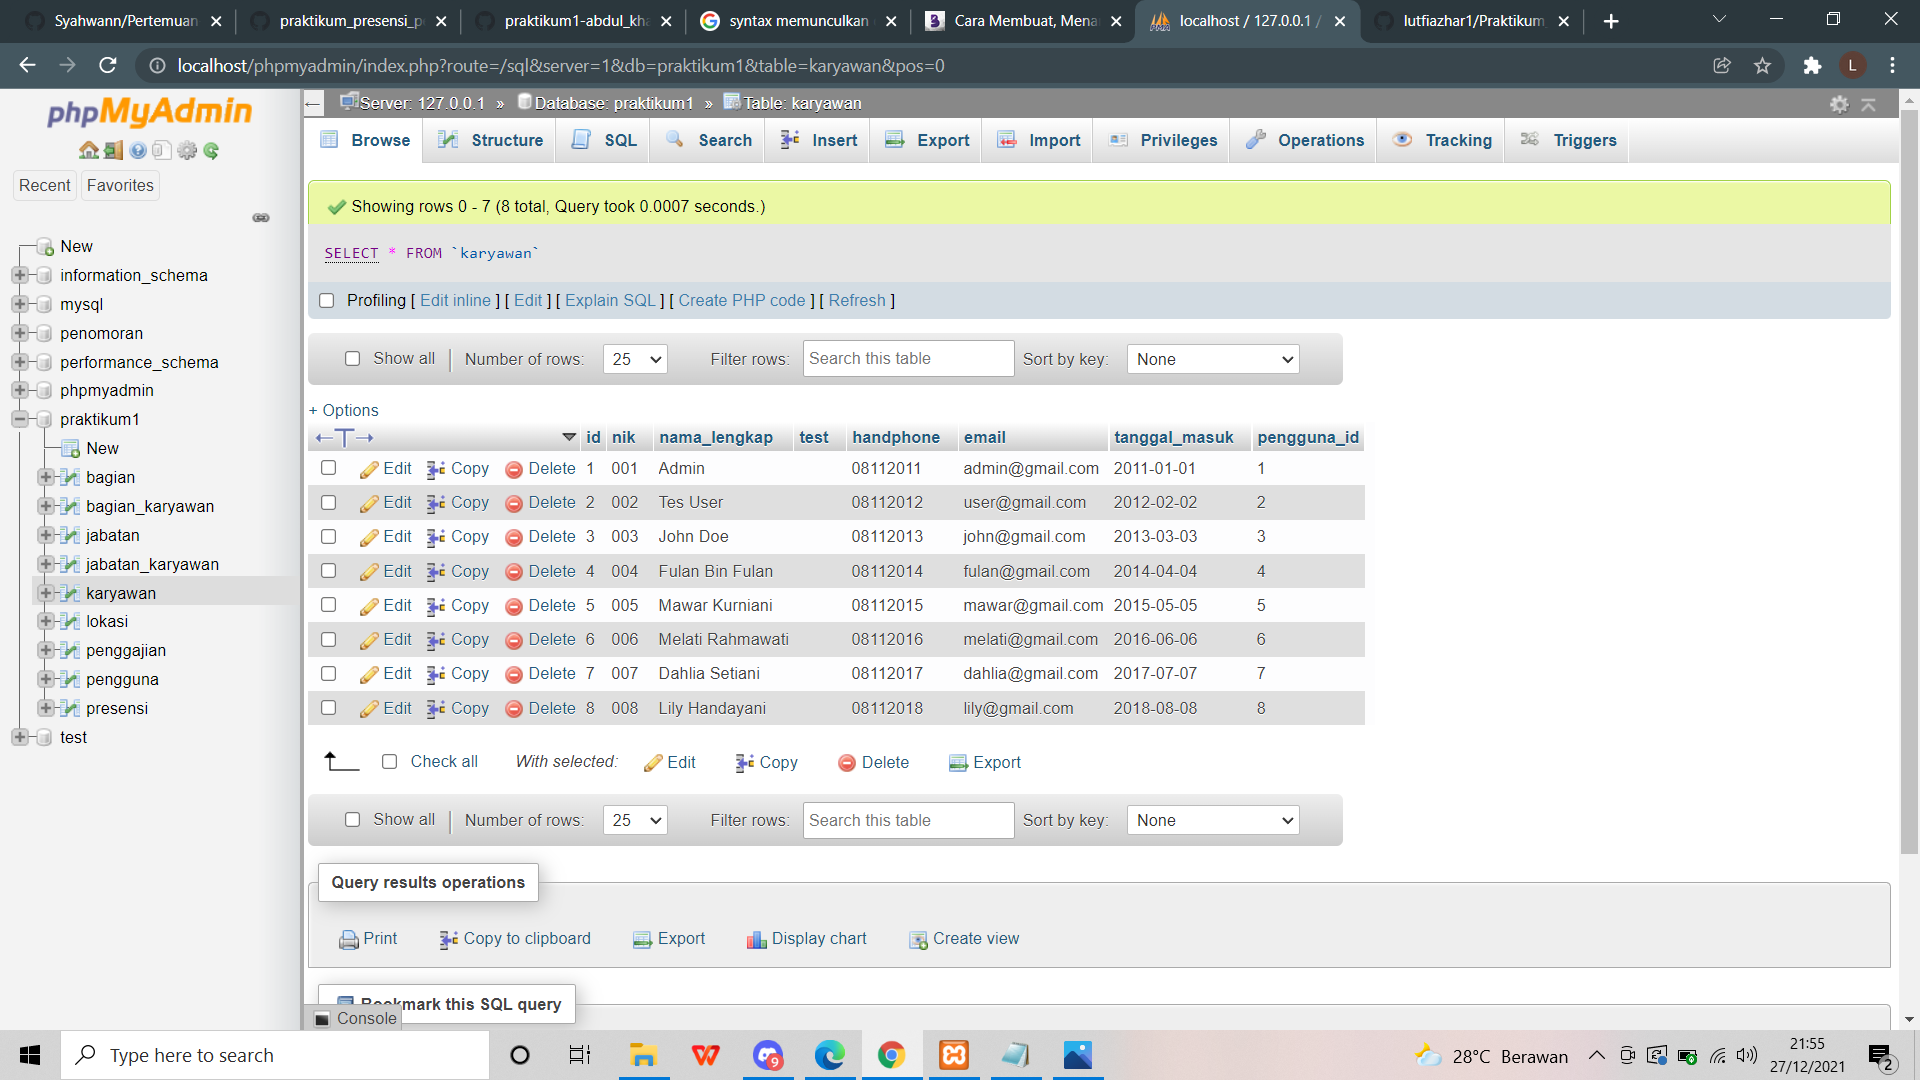 Syahwann/Pertemuan
praktikum_presensi_p
praktikum1-abdul_kha
syntax memunculkan
Cara Membuat, Mena
localhost / 127.0.0.1 /
lutfiazhar1/Praktikum_
localhost/phpmyadmin/index.php?route=/sql&server=1&db=praktikum1&table=karyawan&pos=0
L
phpMyAdmin
Recent Favorites
New
information_schema
mysql
penomoran
performance_schema
phpmyadmin
praktikum1
New
bagian
bagian_karyawan
jabatan
jabatan_karyawan
karyawan
lokasi
penggajian
pengguna
presensi
test
Server: 127.0.0.1 » Database: praktikum1 » Table: karyawan
Browse Structure SQL Search Insert Export Import Privileges Operations Tracking Triggers
Showing rows 0 - 7 (8 total, Query took 0.0007 seconds.)
SELECT * FROM `karyawan`
Profiling [ Edit inline ] [ Edit ] [ Explain SQL ] [ Create PHP code ] [ Refresh ]
Show all | Number of rows: 25 Filter rows: Search this table Sort by key: None
+ Options
←T→ id nik nama_lengkap test handphone email tanggal_masuk pengguna_id
Edit Copy Delete 1 001 Admin 08112011 admin@gmail.com 2011-01-01 1
Edit Copy Delete 2 002 Tes User 08112012 user@gmail.com 2012-02-02 2
Edit Copy Delete 3 003 John Doe 08112013 john@gmail.com 2013-03-03 3
Edit Copy Delete 4 004 Fulan Bin Fulan 08112014 fulan@gmail.com 2014-04-04 4
Edit Copy Delete 5 005 Mawar Kurniani 08112015 mawar@gmail.com 2015-05-05 5
Edit Copy Delete 6 006 Melati Rahmawati 08112016 melati@gmail.com 2016-06-06 6
Edit Copy Delete 7 007 Dahlia Setiani 08112017 dahlia@gmail.com 2017-07-07 7
Edit Copy Delete 8 008 Lily Handayani 08112018 lily@gmail.com 2018-08-08 8
Check all With selected: Edit Copy Delete Export
Show all | Number of rows: 25 Filter rows: Search this table Sort by key: None
Query results operations
Print Copy to clipboard Export Display chart Create view
Bookmark this SQL query
Console
Type here to search
9
28°C Berawan
21:55
27/12/2021
2